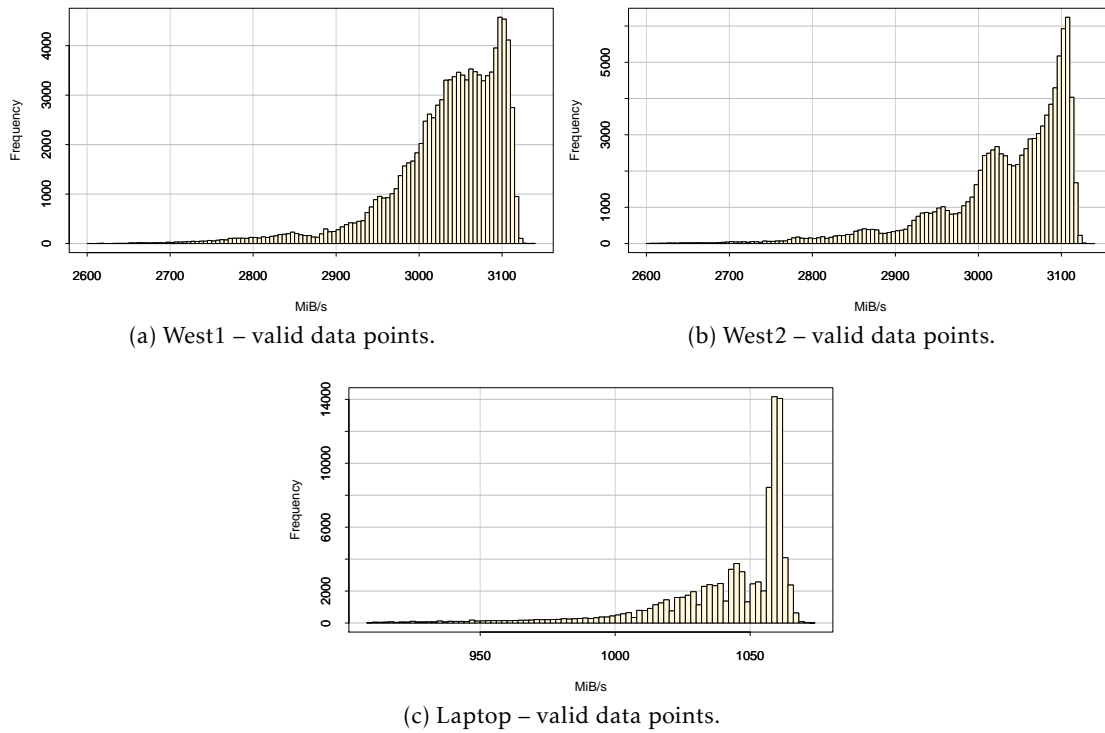 4000
3000
2000
1000
0
Frequency
2600 2700 2800 2900 3000 3100
MiB/s
(a) West1 – valid data points.
5000
3000
1000
0
Frequency
2600 2700 2800 2900 3000 3100
MiB/s
(b) West2 – valid data points.
14000
10000
6000
2000
0
Frequency
950 1000 1050
MiB/s
(c) Laptop – valid data points.